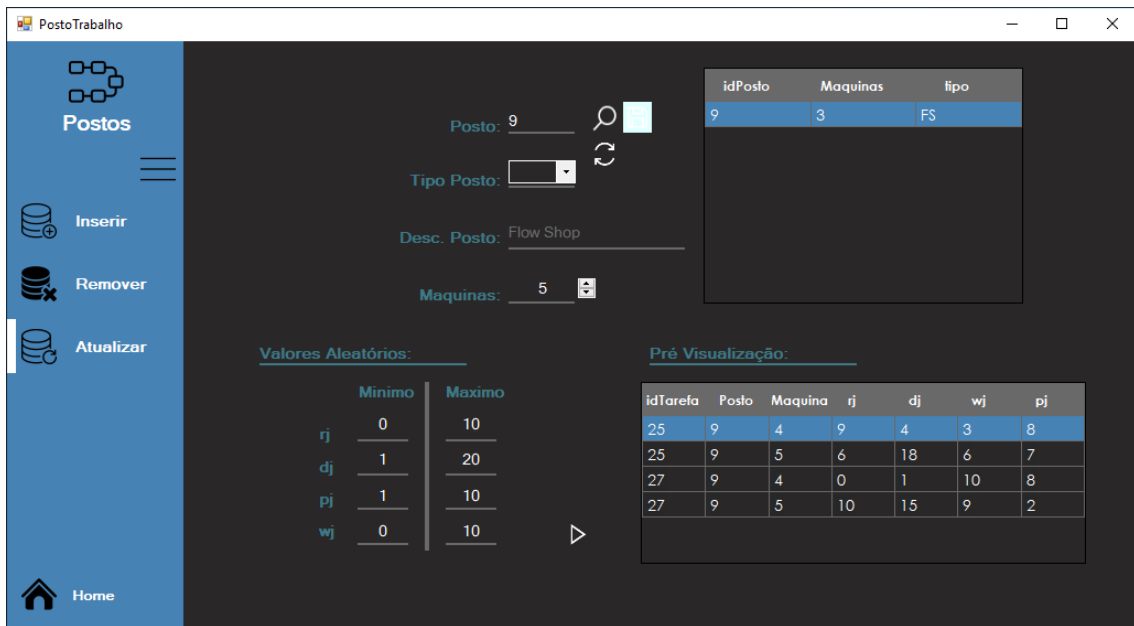 PostoTrabalho
Postos
Inserir
Remover
Atualizar
Home
Posto: 9
Tipo Posto:
Desc. Posto: Flow Shop
Maquinas: 5
idPosto Maquinas tipo
9 3 FS
Valores Aleatórios:
Minimo Maximo
rj 0 10
dj 1 20
pj 1 10
wj 0 10
Pré Visualização:
idTarefa Posto Maquina rj dj wj pj
25 9 4 9 4 3 8
25 9 5 6 18 6 7
27 9 4 0 1 10 8
27 9 5 10 15 9 2